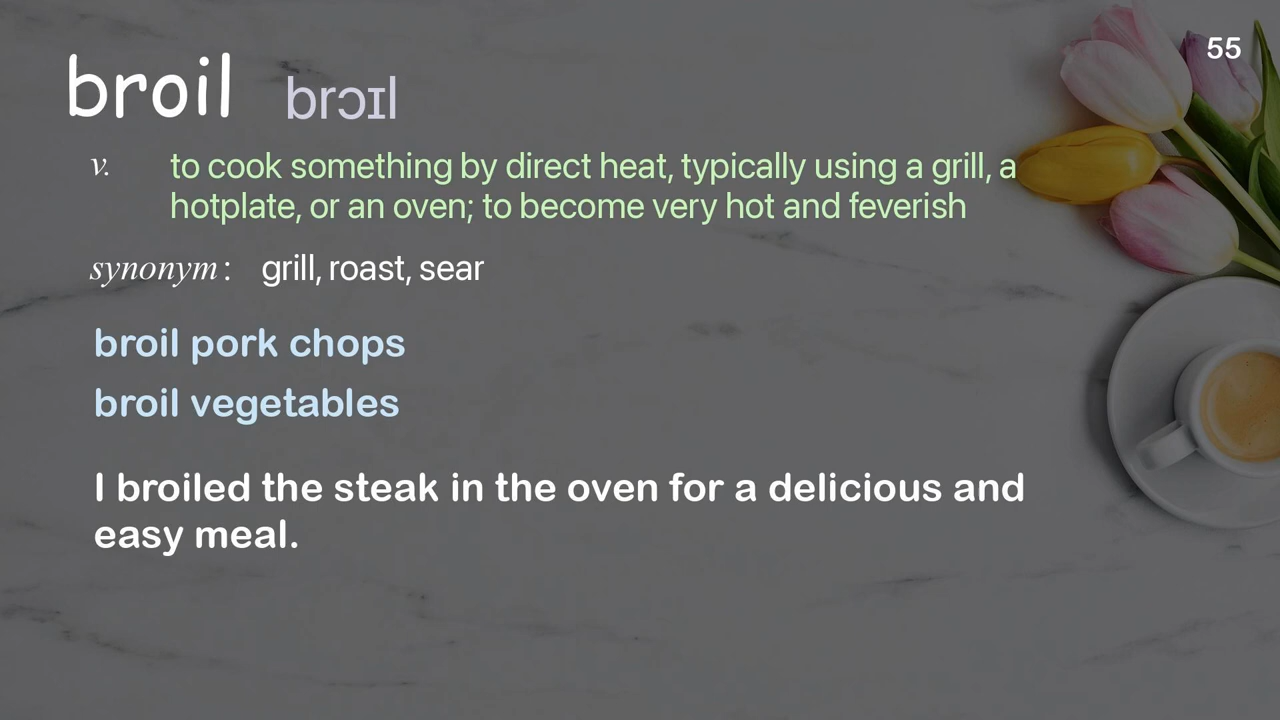 55
broil brɔɪl
v. to cook something by direct heat, typically using a grill, a
hotplate, or an oven; to become very hot and feverish
synonym: grill, roast, sear
broil pork chops
broil vegetables
I broiled the steak in the oven for a delicious and
easy meal.